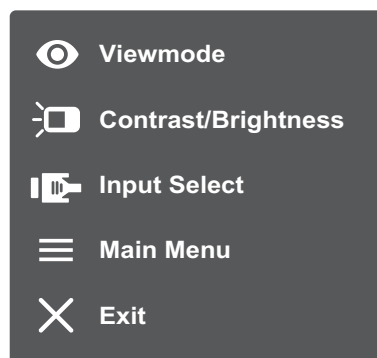 Viewmode
Contrast/Brightness
Input Select
Main Menu
Exit